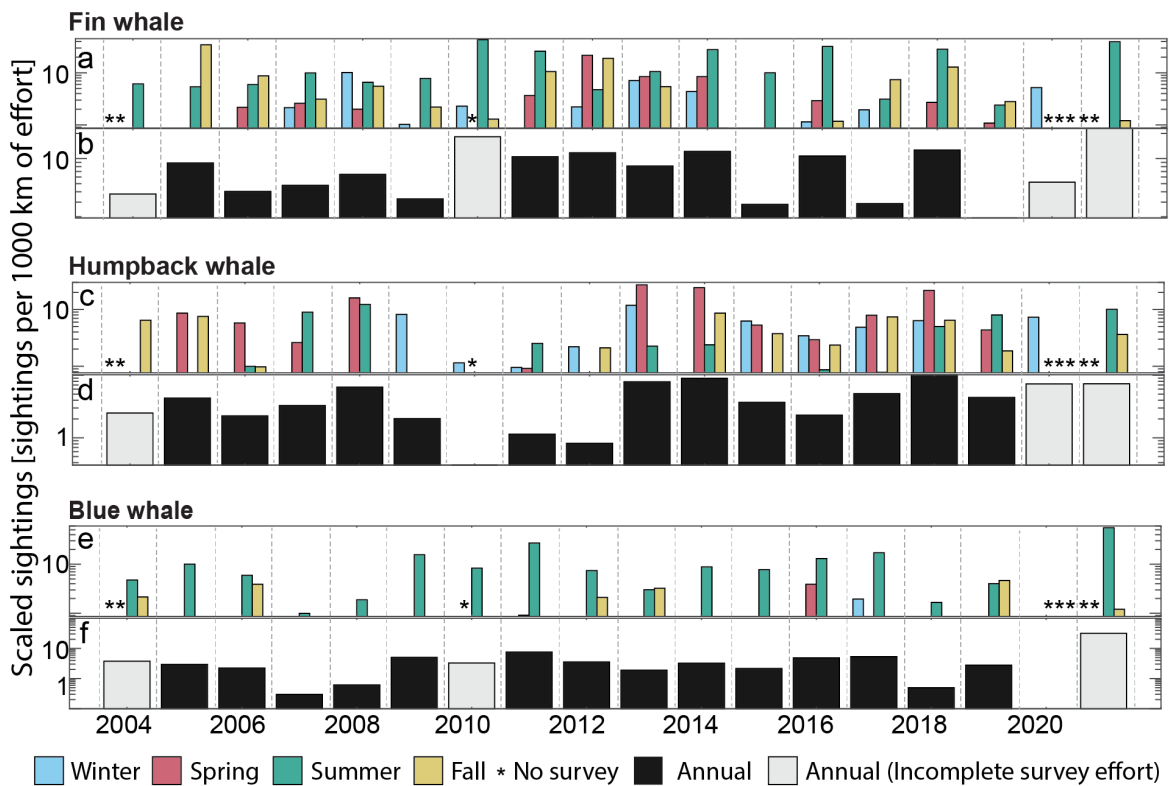 Fin whale
a
10
** * *** **
b
10
Humpback whale
c
10
** * *** **
d
1
Blue whale
e
10
** * *** **
f
10
1
2004 2006 2008 2010 2012 2014 2016 2018 2020
Scaled sightings [sightings per 1000 km of effort]
Winter Spring Summer Fall * No survey Annual Annual (Incomplete survey effort)